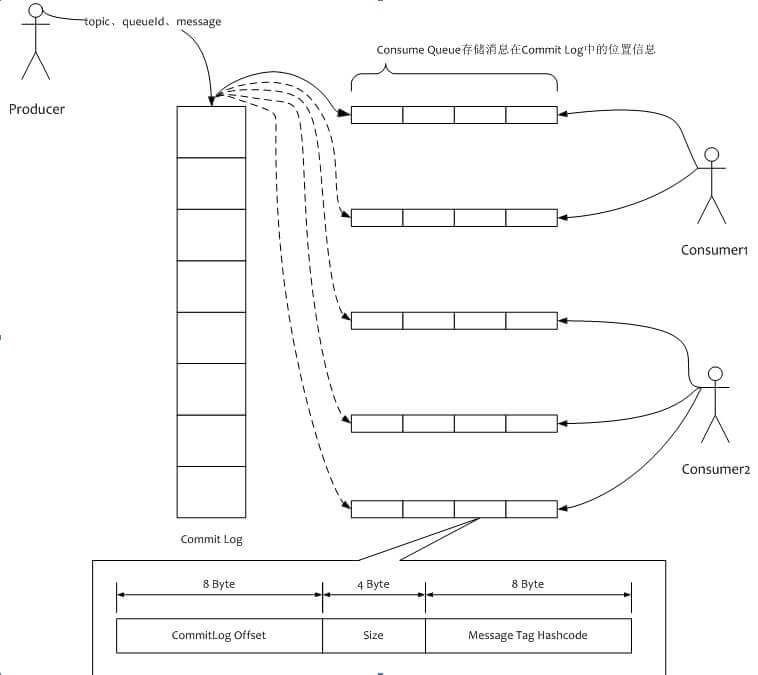 topic、queueId、message
Consume Queue存储消息在Commit Log中的位置信息
Producer
Consumer1
Consumer2
Commit Log
8 Byte
4 Byte
8 Byte
CommitLog Offset
Size
Message Tag Hashcode